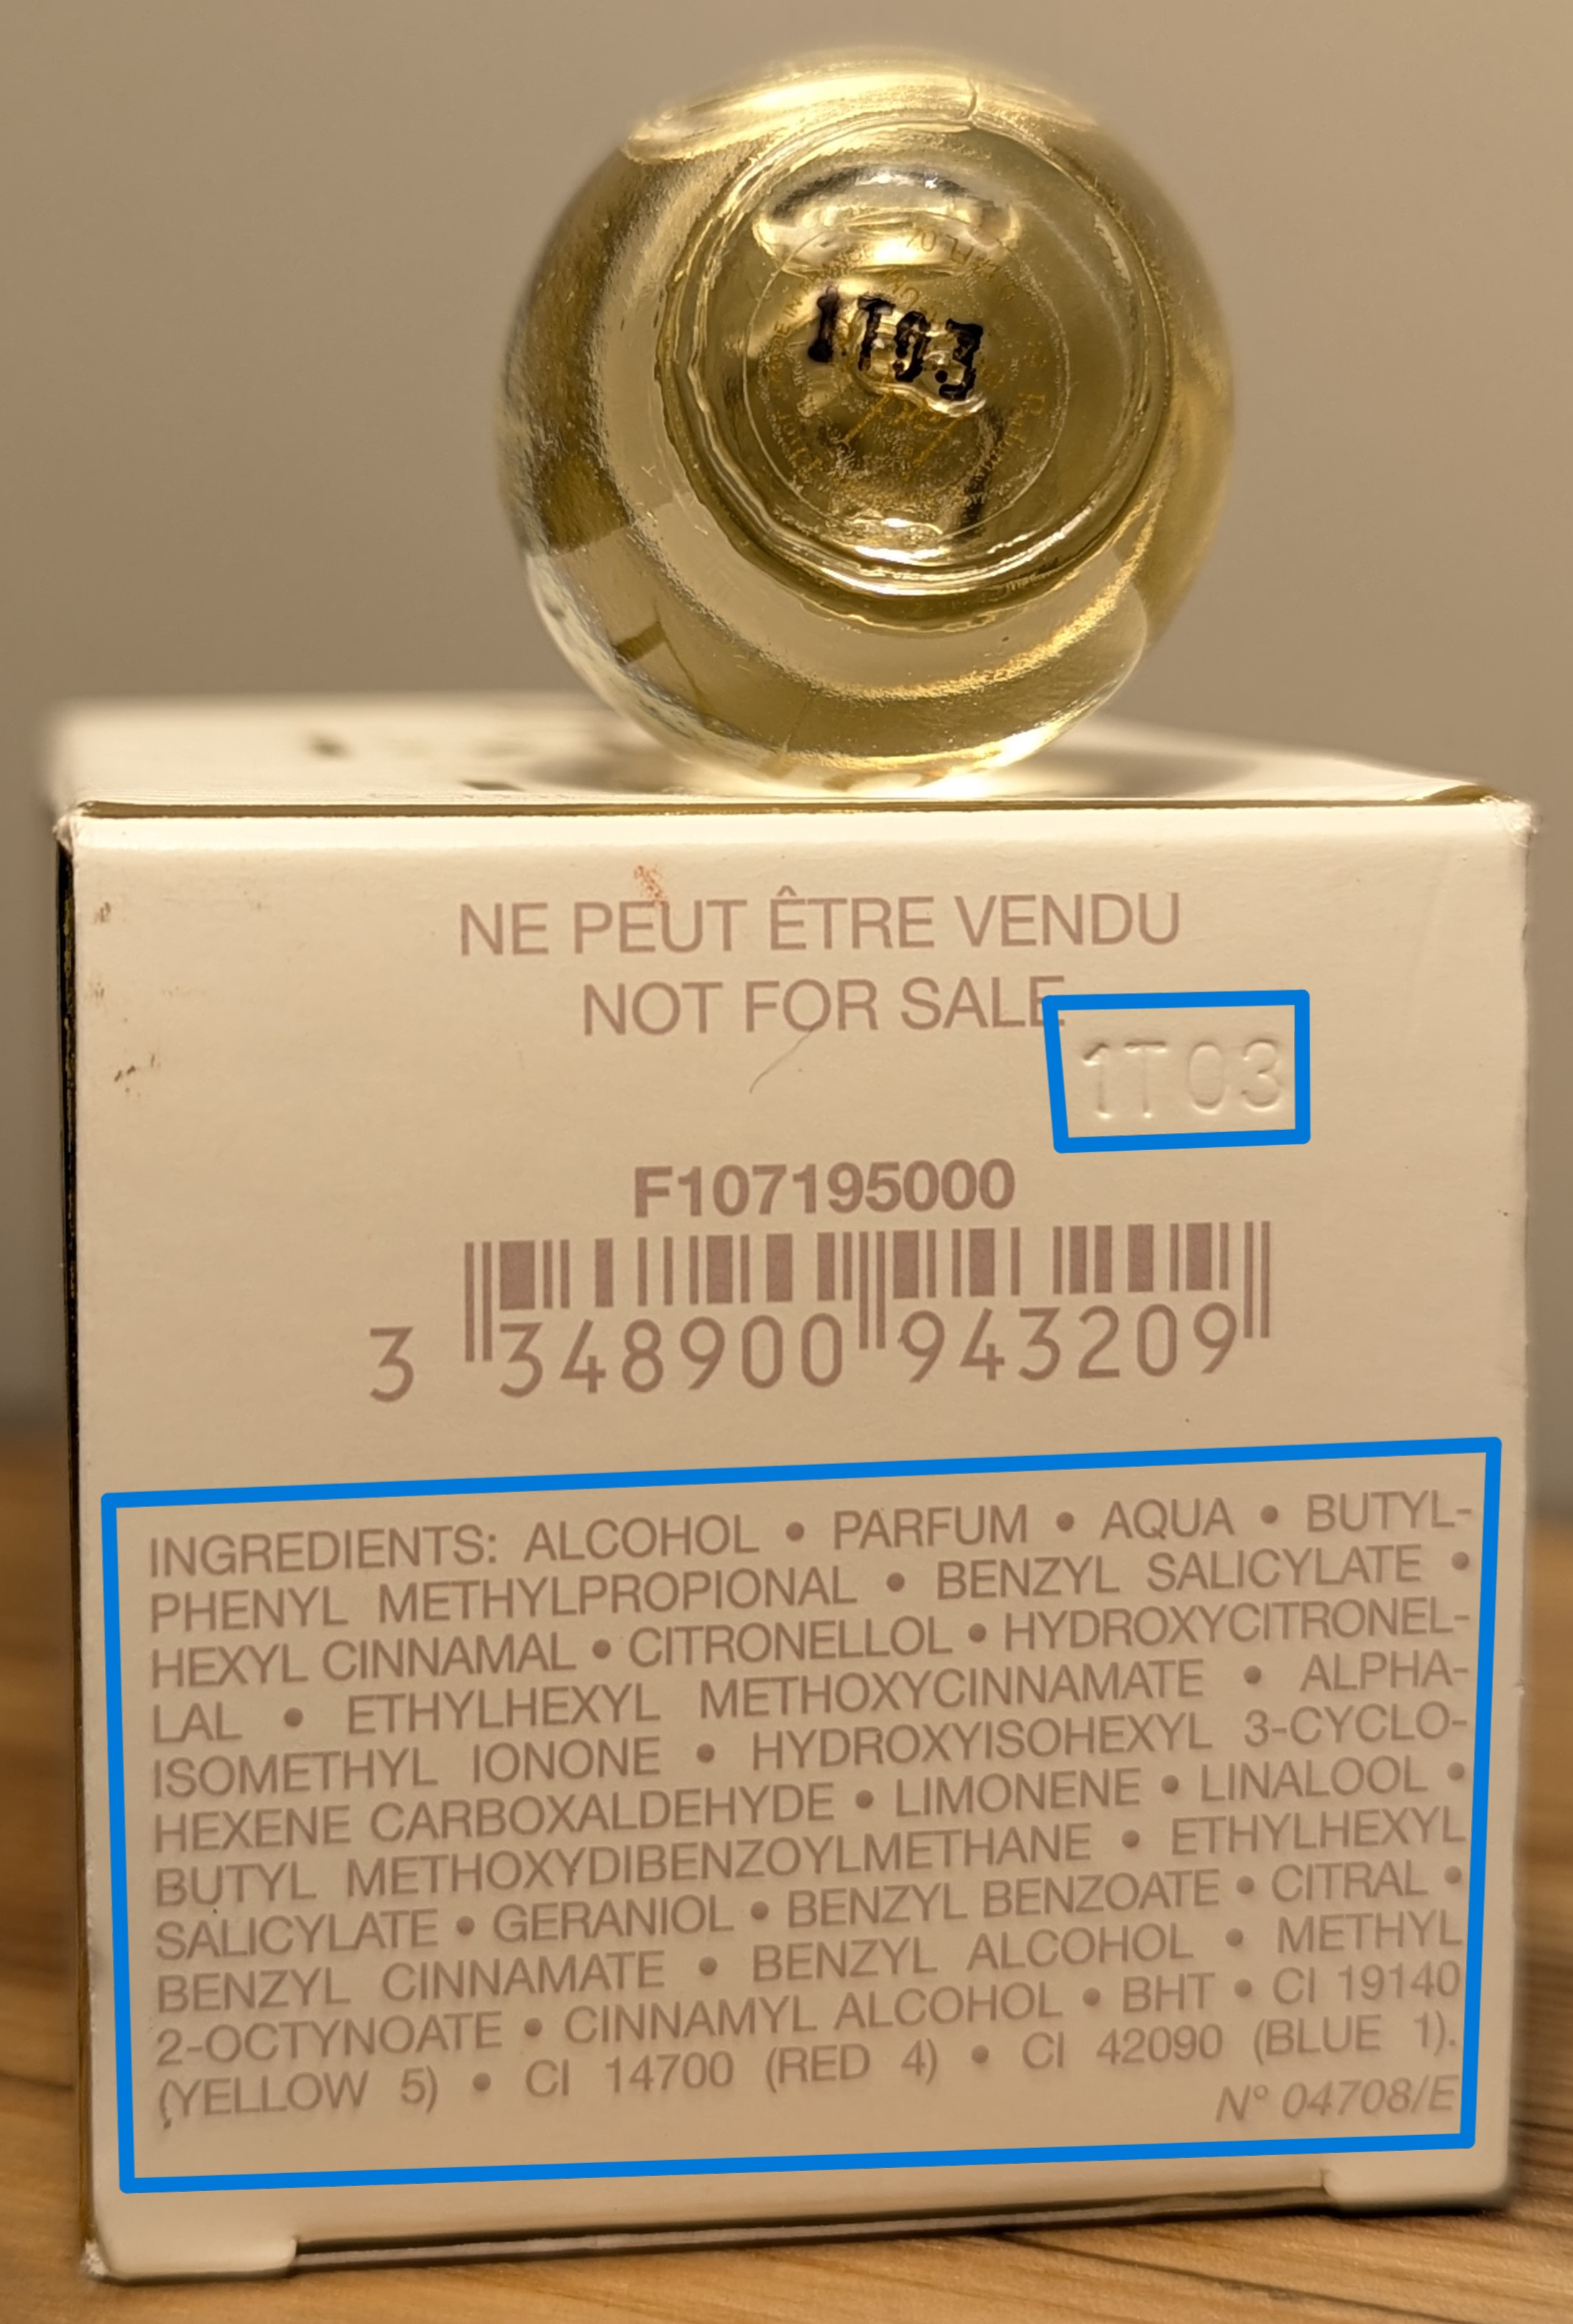 1T03
NE PEUT ÊTRE VENDU
NOT FOR SALE
1T03
F107195000
3 348900 943209
INGREDIENTS: ALCOHOL • PARFUM • AQUA • BUTYL-
PHENYL METHYLPROPIONAL • BENZYL SALICYLATE •
HEXYL CINNAMAL • CITRONELLOL • HYDROXYCITRONEL-
LAL • ETHYLHEXYL METHOXYCINNAMATE • ALPHA-
ISOMETHYL IONONE • HYDROXYISOHEXYL 3-CYCLO-
HEXENE CARBOXALDEHYDE • LIMONENE • LINALOOL •
BUTYL METHOXYDIBENZOYLMETHANE • ETHYLHEXYL
SALICYLATE • GERANIOL • BENZYL BENZOATE • CITRAL •
BENZYL CINNAMATE • BENZYL ALCOHOL • METHYL
2-OCTYNOATE • CINNAMYL ALCOHOL • BHT • CI 19140
(YELLOW 5) • CI 14700 (RED 4) • CI 42090 (BLUE 1).
N° 04708/E